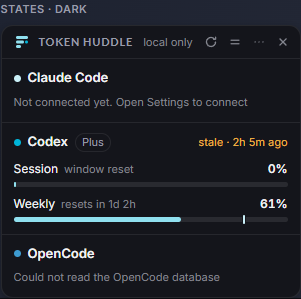 STATES · DARK
TOKEN HUDDLE local only
Claude Code
Not connected yet. Open Settings to connect
Codex Plus stale · 2h 5m ago
Session window reset 0%
Weekly resets in 1d 2h 61%
OpenCode
Could not read the OpenCode database